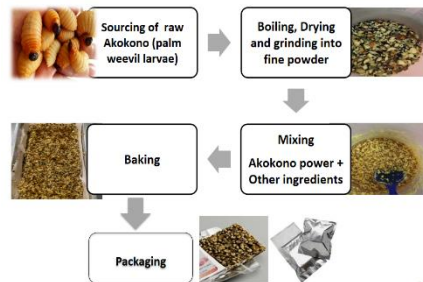 Sourcing of raw
Akokono (palm
weevil larvae)
Boiling, Drying
and grinding into
fine powder
Mixing
Akokono power +
Other ingredients
Baking
Packaging